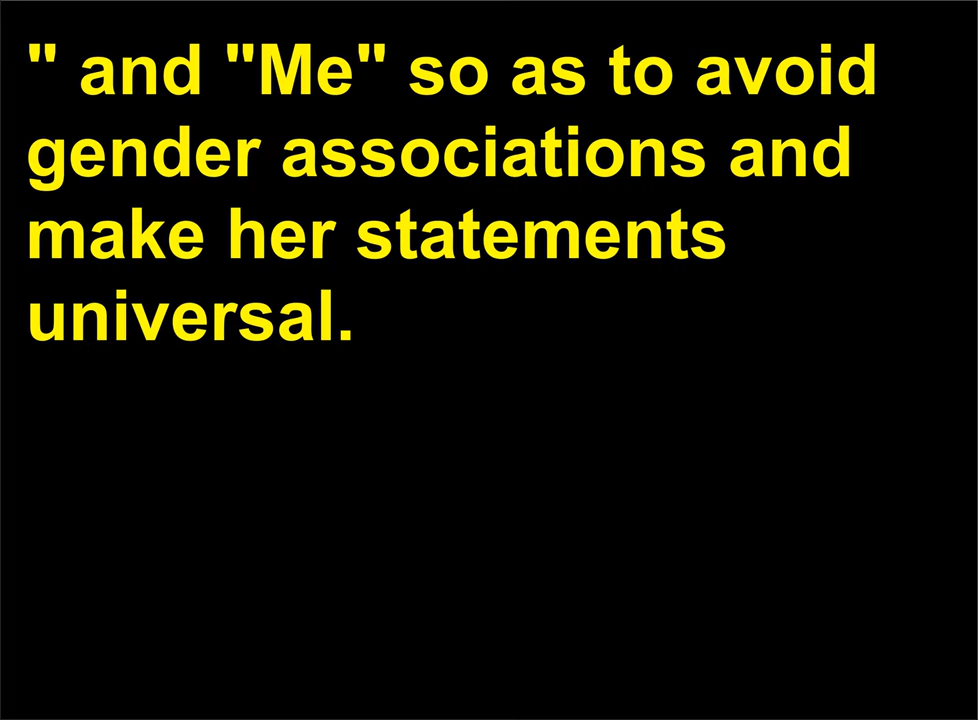 " and "Me" so as to avoid
gender associations and
make her statements
universal.